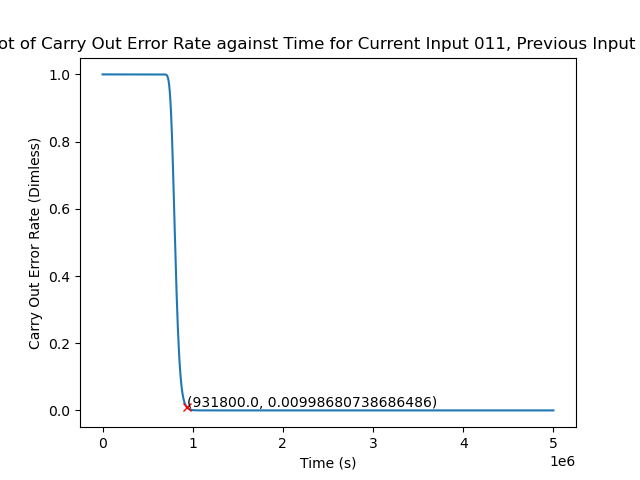 ot of Carry Out Error Rate against Time for Current Input 011, Previous Input
1.0
0.8
0.6
0.4
0.2
0.0
Carry Out Error Rate (Dimless)
(931800.0, 0.00998680738686486)
0 1 2 3 4 5
1e6
Time (s)